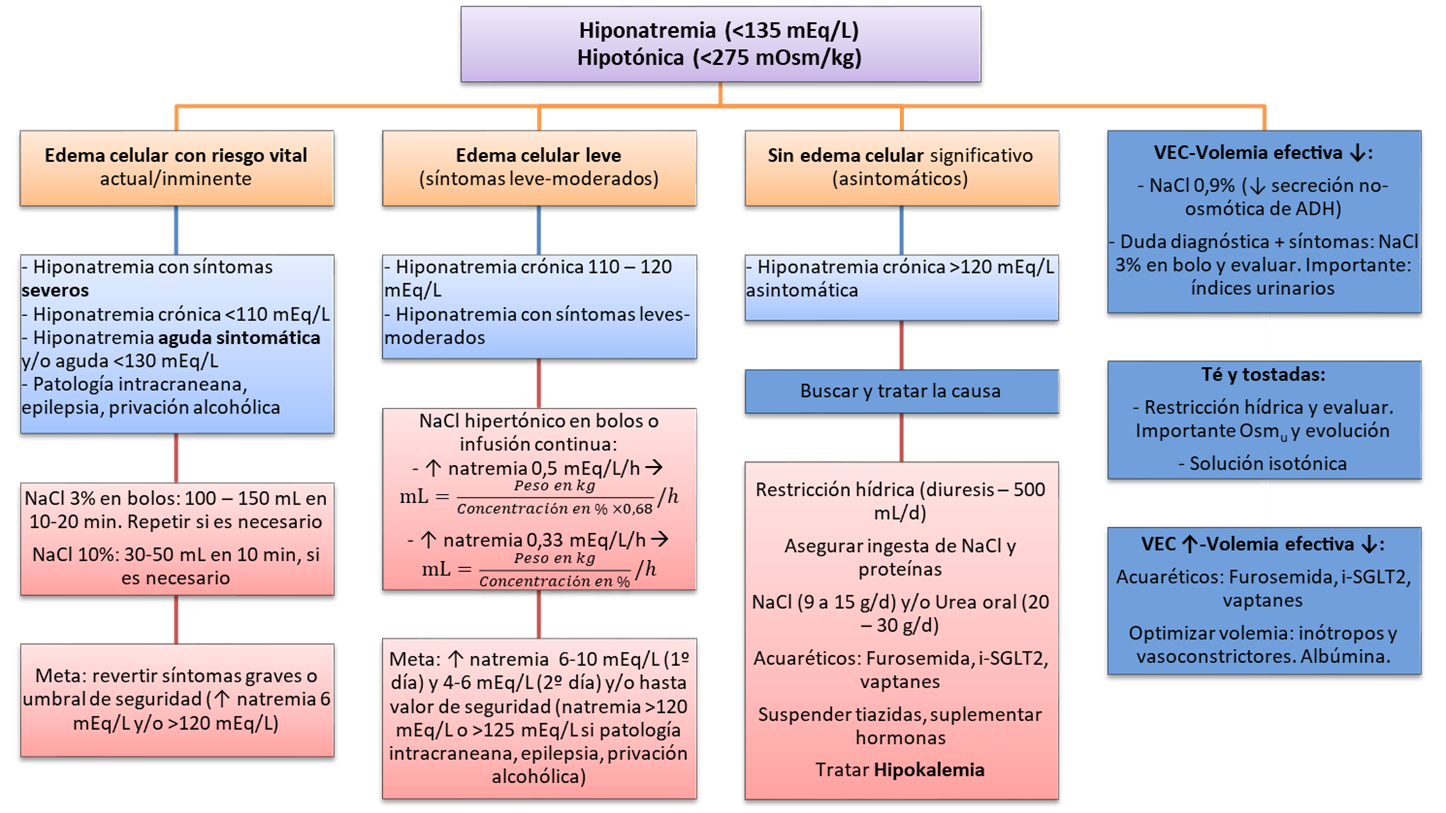 Hiponatremia (<135 mEq/L)
Hipotónica (<275 mOsm/kg)
Edema celular con riesgo vital
actual/inminente
- Hiponatremia con síntomas
severos
- Hiponatremia crónica <110 mEq/L
- Hiponatremia aguda sintomática
y/o aguda <130 mEq/L
- Patología intracraneana,
epilepsia, privación alcohólica
NaCl 3% en bolos: 100 – 150 mL en
10-20 min. Repetir si es necesario
NaCl 10%: 30-50 mL en 10 min, si
es necesario
Meta: revertir síntomas graves o
umbral de seguridad (↑ natremia 6
mEq/L y/o >120 mEq/L)
Edema celular leve
(síntomas leve-moderados)
- Hiponatremia crónica 110 – 120
mEq/L
- Hiponatremia con síntomas leves-
moderados
NaCl hipertónico en bolos o
infusión continua:
- ↑ natremia 0,5 mEq/L/h →
mL = Peso en kg / Concentración en % ×0,68 /h
- ↑ natremia 0,33 mEq/L/h →
mL = Peso en kg / Concentración en % /h
Meta: ↑ natremia 6-10 mEq/L (1º
día) y 4-6 mEq/L (2º día) y/o hasta
valor de seguridad (natremia >120
mEq/L o >125 mEq/L si patología
intracraneana, epilepsia, privación
alcohólica)
Sin edema celular significativo
(asintomáticos)
- Hiponatremia crónica >120 mEq/L
asintomática
Buscar y tratar la causa
Restricción hídrica (diuresis – 500
mL/d)
Asegurar ingesta de NaCl y
proteínas
NaCl (9 a 15 g/d) y/o Urea oral (20
– 30 g/d)
Acuaréticos: Furosemida, i-SGLT2,
vaptanes
Suspender tiazidas, suplementar
hormonas
Tratar Hipokalemia
VEC-Volemia efectiva ↓:
- NaCl 0,9% (↓ secreción no-
osmótica de ADH)
- Duda diagnóstica + síntomas: NaCl
3% en bolo y evaluar. Importante:
índices urinarios
Té y tostadas:
- Restricción hídrica y evaluar.
Importante Osmu y evolución
- Solución isotónica
VEC ↑-Volemia efectiva ↓:
Acuaréticos: Furosemida, i-SGLT2,
vaptanes
Optimizar volemia: inótropos y
vasoconstrictores. Albúmina.